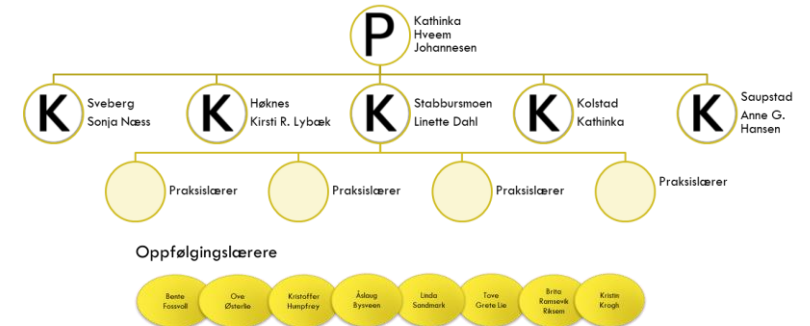 P
Kathinka
Hveem
Johannesen
K
Sveberg
Sonja Næss
K
Høknes
Kirsti R. Lybæk
K
Stabbursmoen
Linette Dahl
K
Kolstad
Kathinka
K
Saupstad
Anne G.
Hansen
Praksislærer
Praksislærer
Praksislærer
Praksislærer
Oppfølgingslærere
Bente
Fossvoll
Ove
Østerlie
Kristoffer
Humpfrey
Åslaug
Bysveen
Linda
Sandmark
Tove
Grete Lie
Brita
Ramsevik
Riksem
Kristin
Krogh